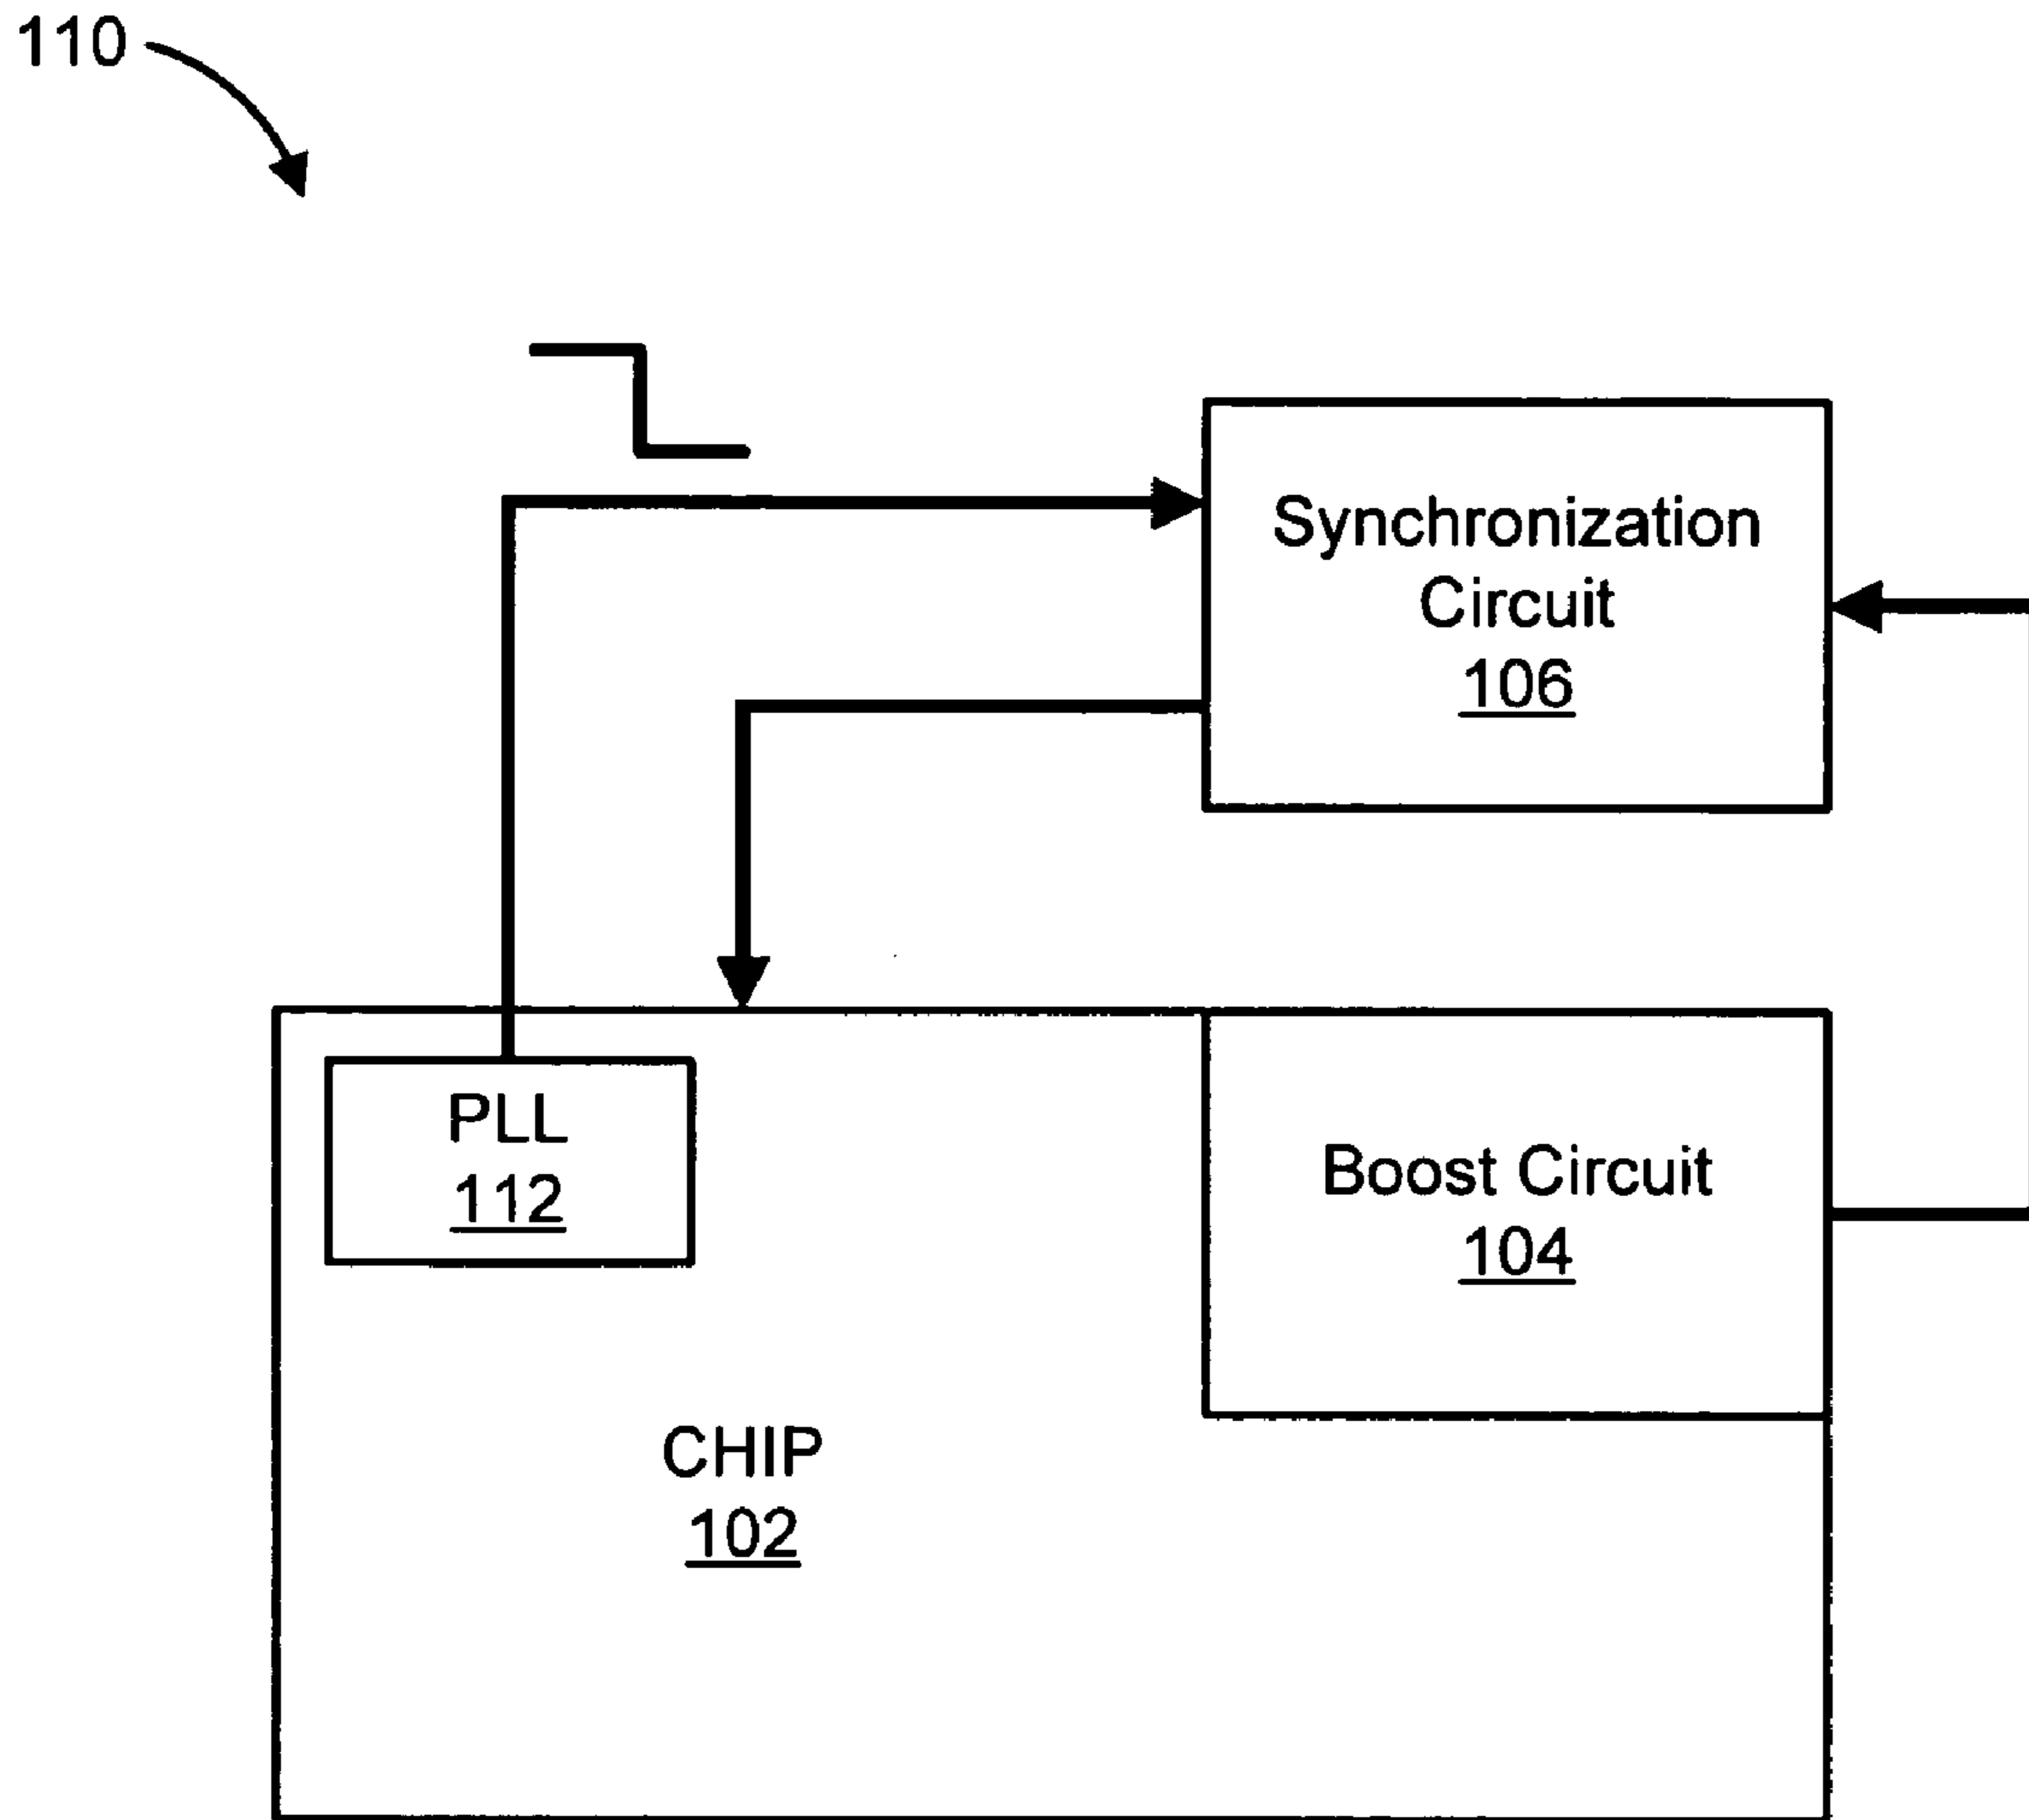 110
Synchronization
Circuit
106
PLL
112
Boost Circuit
104
CHIP
102